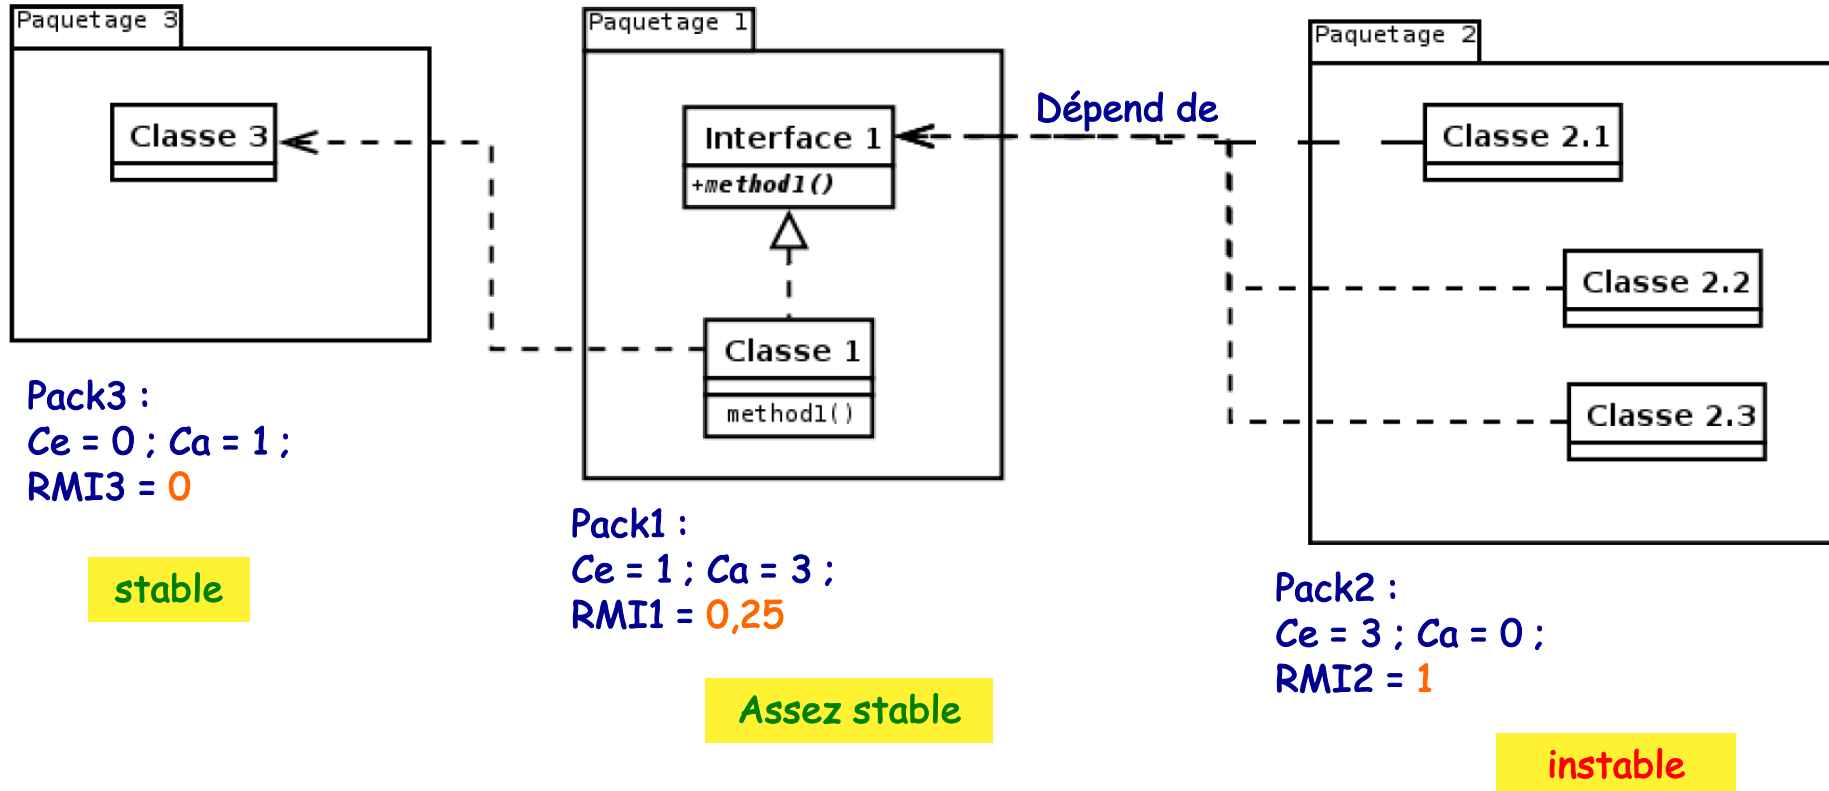 Paquetage 3
Classe 3
Pack3 :
Ce = 0 ; Ca = 1 ;
RMI3 = 0
stable
Paquetage 1
Interface 1
+method1()
Classe 1
method1()
Pack1 :
Ce = 1 ; Ca = 3 ;
RMI1 = 0,25
Assez stable
Dépend de
Paquetage 2
Classe 2.1
Classe 2.2
Classe 2.3
Pack2 :
Ce = 3 ; Ca = 0 ;
RMI2 = 1
instable